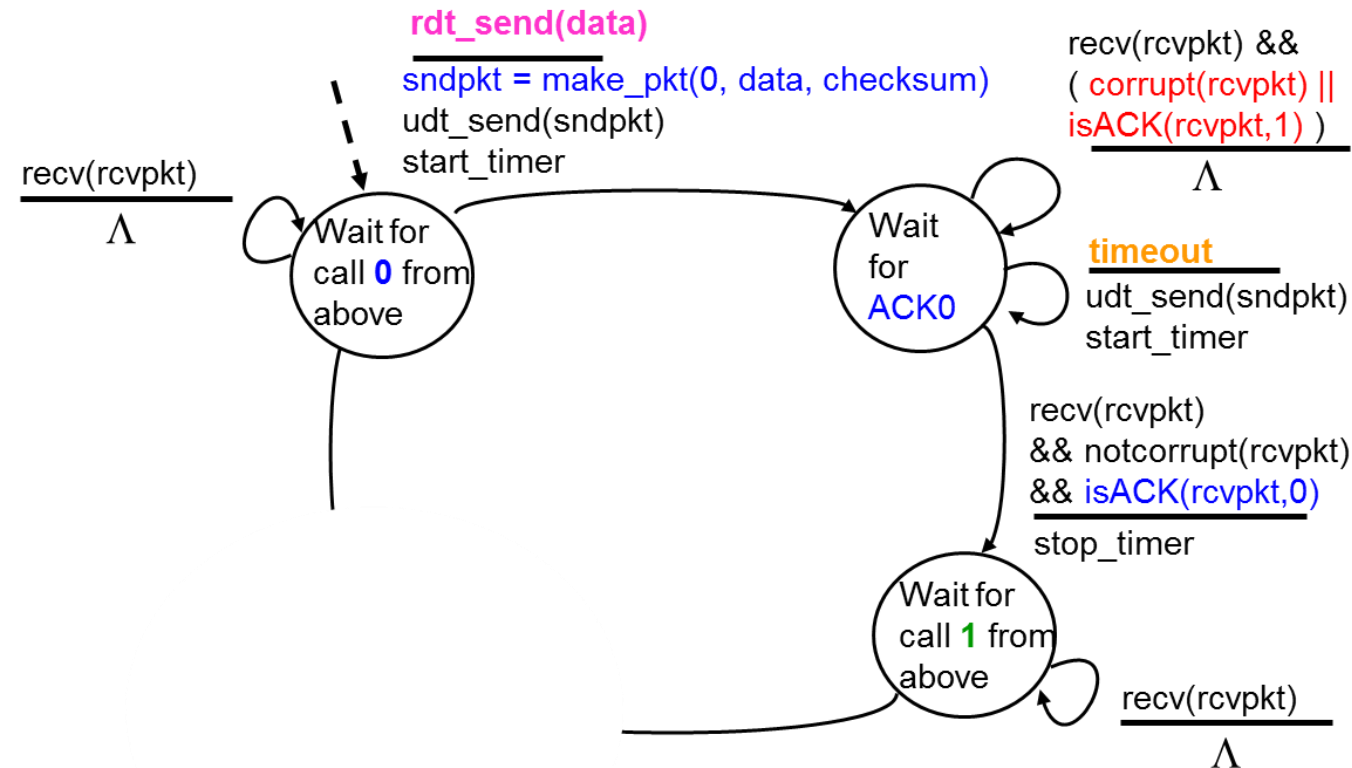 rdt_send(data)
sndpkt = make_pkt(0, data, checksum)
udt_send(sndpkt)
start_timer
recv(rcvpkt) &&
( corrupt(rcvpkt) ||
isACK(rcvpkt,1) )
Λ
recv(rcvpkt)
Λ
Wait for
call 0 from
above
Wait
for
ACK0
timeout
udt_send(sndpkt)
start_timer
recv(rcvpkt)
&& notcorrupt(rcvpkt)
&& isACK(rcvpkt,0)
stop_timer
Wait for
call 1 from
above
recv(rcvpkt)
Λ